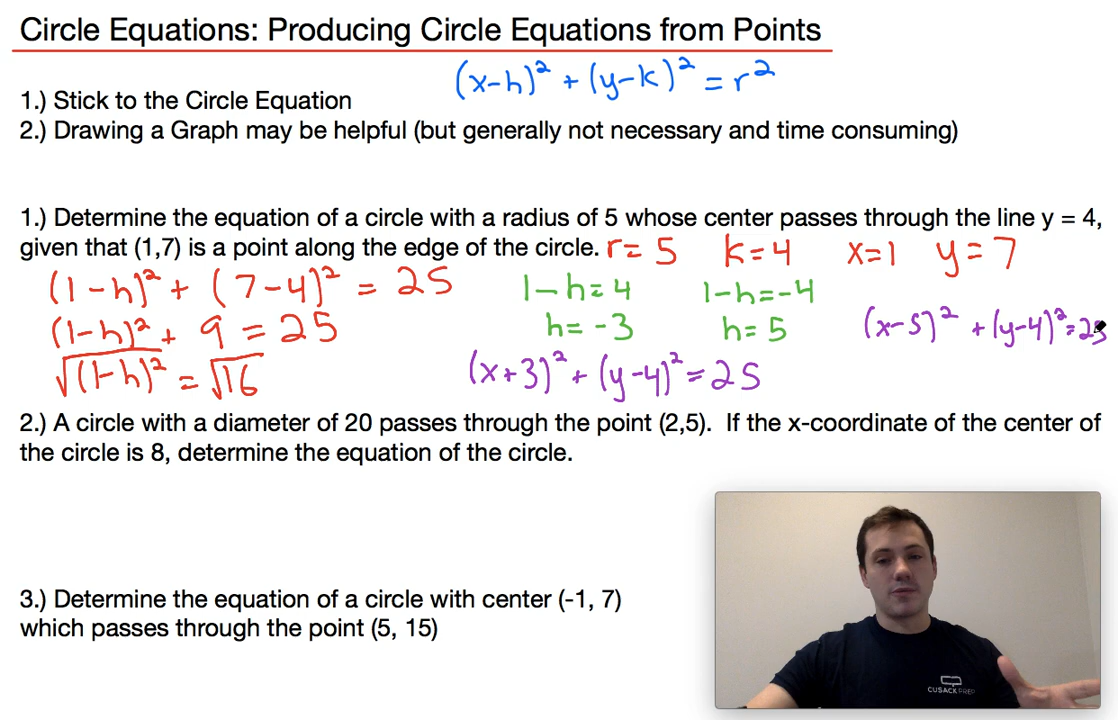 Circle Equations: Producing Circle Equations from Points
(x-h)² + (y-k)² = r²
1.) Stick to the Circle Equation
2.) Drawing a Graph may be helpful (but generally not necessary and time consuming)
1.) Determine the equation of a circle with a radius of 5 whose center passes through the line y = 4,
given that (1,7) is a point along the edge of the circle. r= 5 k=4 x=1 y=7
(1-h)² + (7-4)² = 25 1-h=4 1-h=-4
(1-h)² + 9 = 25 h= -3 h= 5 (x-5)² +(y-4)²=25
√(1-h)² = √16 (x+3)² + (y-4)² = 25
2.) A circle with a diameter of 20 passes through the point (2,5). If the x-coordinate of the center of
the circle is 8, determine the equation of the circle.
3.) Determine the equation of a circle with center (-1, 7)
which passes through the point (5, 15)
CUSACK PREP